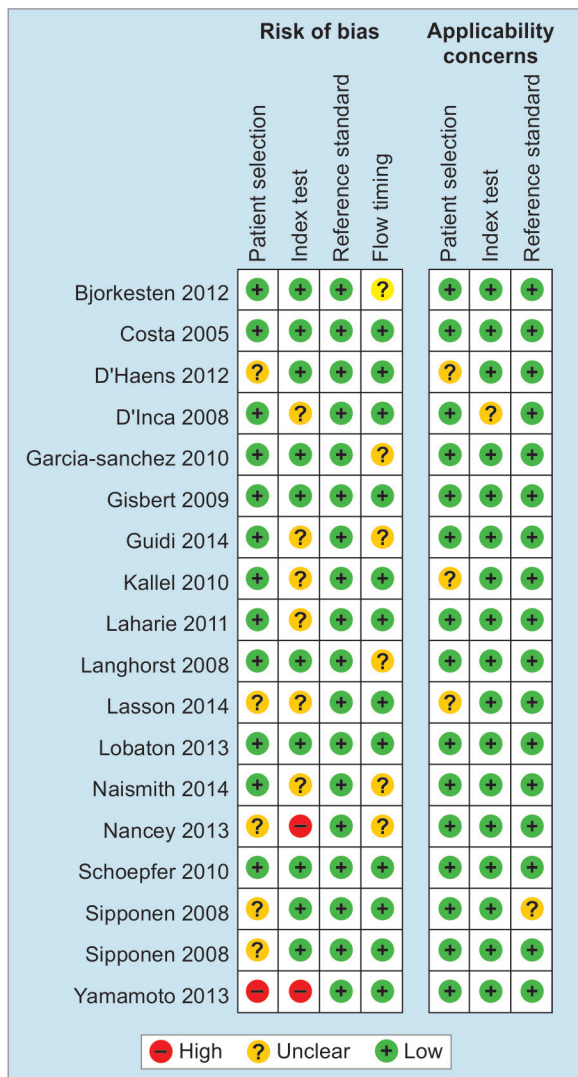 Risk of bias
Applicability
concerns
Patient selection
Index test
Reference standard
Flow timing
Patient selection
Index test
Reference standard
Bjorkesten 2012 + + + ? + + +
Costa 2005 + + + + + + +
D'Haens 2012 ? + + + ? + +
D'Inca 2008 + ? + + + ? +
Garcia-sanchez 2010 + + + ? + + +
Gisbert 2009 + + + + + + +
Guidi 2014 + ? + ? + + +
Kallel 2010 + ? + + ? + +
Laharie 2011 + ? + + + + +
Langhorst 2008 + + + ? + + +
Lasson 2014 ? ? + + ? + +
Lobaton 2013 + + + + + + +
Naismith 2014 + ? + ? + + +
Nancey 2013 ? − + ? + + +
Schoepfer 2010 + + + + + + +
Sipponen 2008 ? + + + + + ?
Sipponen 2008 ? + + + + + +
Yamamoto 2013 − − + + + + +
− High ? Unclear + Low